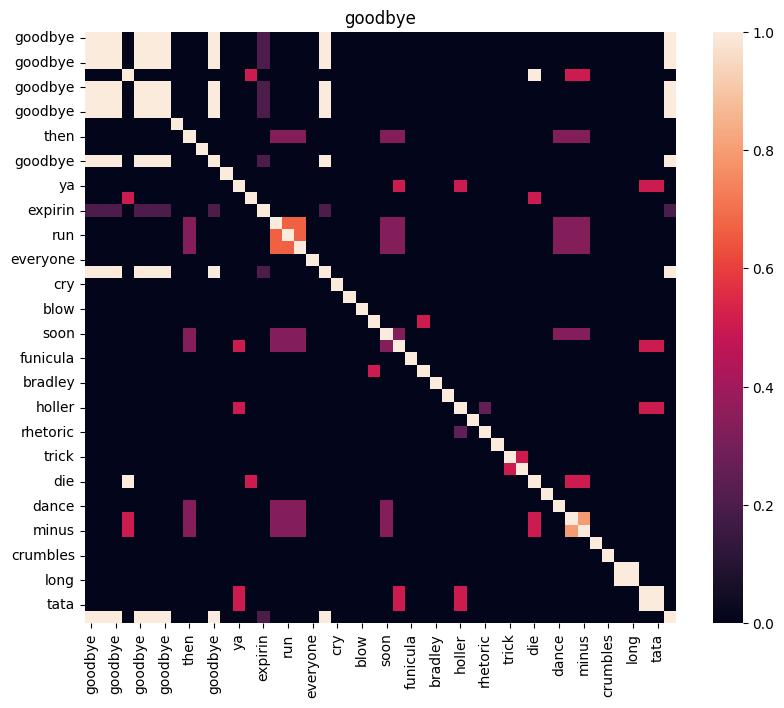 goodbye
goodbye
goodbye
goodbye
goodbye
then
goodbye
ya
expirin
run
everyone
cry
blow
soon
funicula
bradley
holler
rhetoric
trick
die
dance
minus
crumbles
long
tata
goodbye
goodbye
goodbye
goodbye
then
goodbye
ya
expirin
run
everyone
cry
blow
soon
funicula
bradley
holler
rhetoric
trick
die
dance
minus
crumbles
long
tata
1.0
0.8
0.6
0.4
0.2
0.0